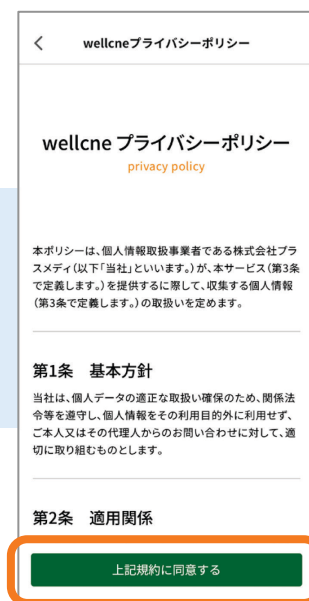 wellcneプライバシーポリシー
wellcne プライバシーポリシー
privacy policy
本ポリシーは、個人情報取扱事業者である株式会社プラ
スメディ(以下「当社」といいます。)が、本サービス(第3条
で定義します。)を提供するに際して、収集する個人情報
(第3条で定義します。)の取扱いを定めます。
第1条　基本方針
当社は、個人データの適正な取扱い確保のため、関係法
令等を遵守し、個人情報をその利用目的外に利用せず、
ご本人又はその代理人からのお問い合わせに対して、適
切に取り組むものとします。
第2条　適用関係
上記規約に同意する